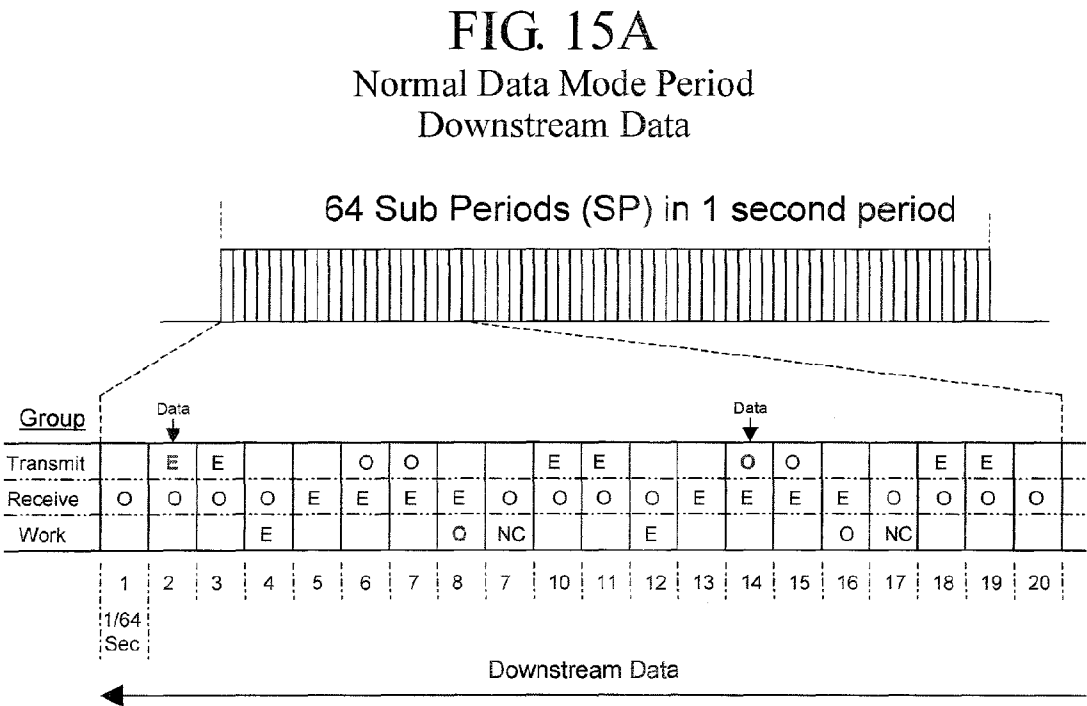 FIG. 15A
Normal Data Mode Period
Downstream Data
64 Sub Periods (SP) in 1 second period
Group Data Data
Transmit E E O O E E O O E E
Receive O O O O E E E E O O O O E E E E O O O O
Work E O NC E O NC
1 2 3 4 5 6 7 8 7 10 11 12 13 14 15 16 17 18 19 20
1/64
Sec
Downstream Data